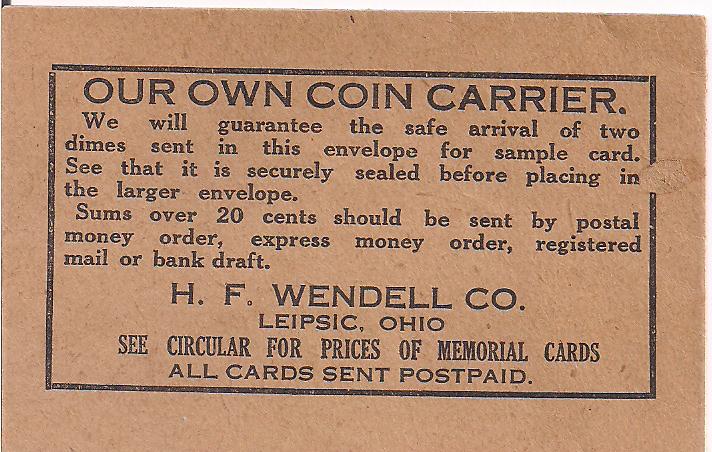 OUR OWN COIN CARRIER.
We will guarantee the safe arrival of two
dimes sent in this envelope for sample card.
See that it is securely sealed before placing in
the larger envelope.
Sums over 20 cents should be sent by postal
money order, express money order, registered
mail or bank draft.
H. F. WENDELL CO.
LEIPSIC, OHIO
SEE CIRCULAR FOR PRICES OF MEMORIAL CARDS
ALL CARDS SENT POSTPAID.